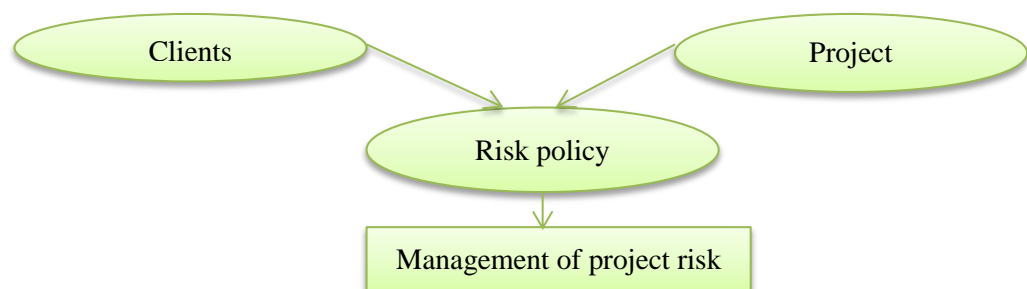 Clients
Project
Risk policy
Management of project risk